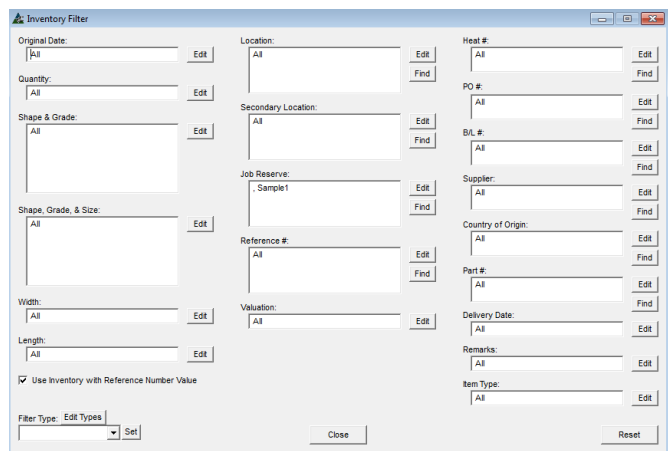 Inventory Filter
Original Date:
All
Edit
Quantity:
All
Edit
Shape & Grade:
All
Edit
Shape, Grade, & Size:
All
Edit
Width:
All
Edit
Length:
All
Edit
Use Inventory with Reference Number Value
Filter Type:
Edit Types
Set
Location:
All
Edit
Find
Secondary Location:
All
Edit
Find
Job Reserve:
, Sample1
Edit
Find
Reference #:
All
Edit
Find
Valuation:
All
Edit
Close
Heat #:
All
Edit
Find
PO #:
All
Edit
Find
B/L #:
All
Edit
Find
Supplier:
All
Edit
Find
Country of Origin:
All
Edit
Find
Part #:
All
Edit
Find
Delivery Date:
All
Edit
Remarks:
All
Edit
Item Type:
All
Edit
Reset